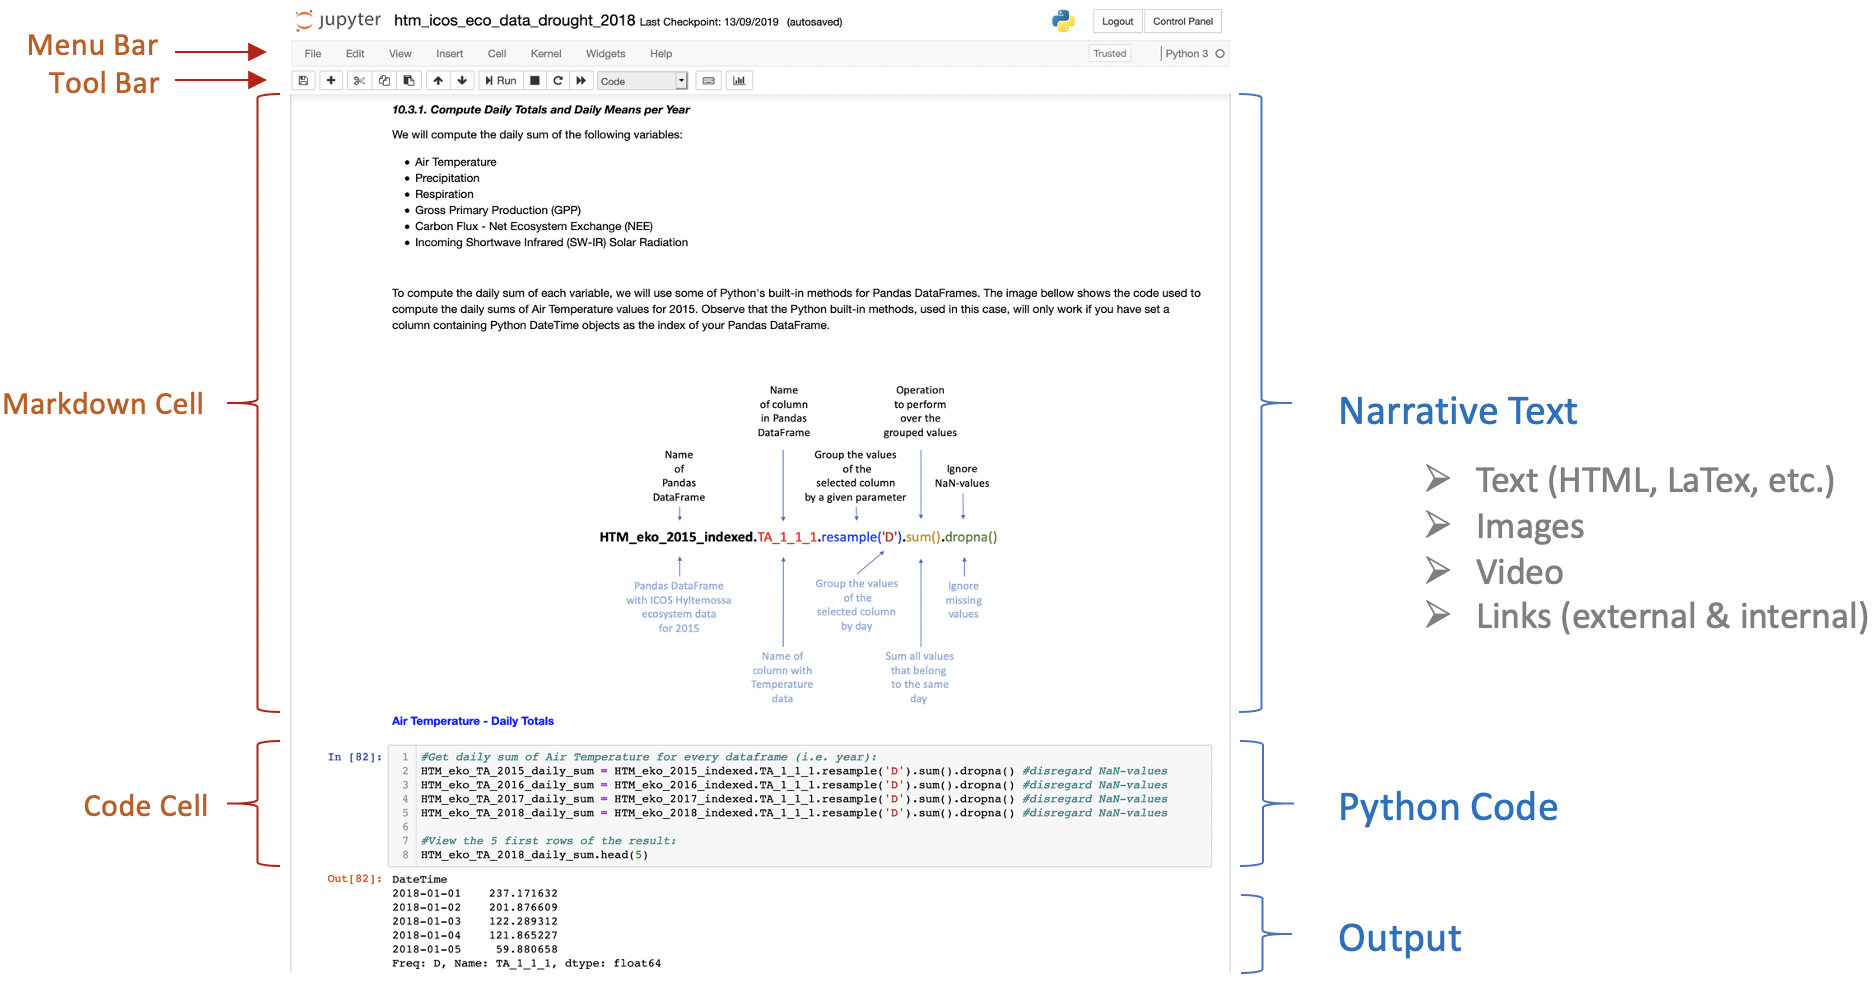 jupyter htm_icos_eco_data_drought_2018 Last Checkpoint: 13/09/2019 (autosaved)
Logout
Control Panel
Menu Bar
File Edit View Insert Cell Kernel Widgets Help
Trusted
Python 3
Tool Bar
Run
Code
10.3.1. Compute Daily Totals and Daily Means per Year
We will compute the daily sum of the following variables:
• Air Temperature
• Precipitation
• Respiration
• Gross Primary Production (GPP)
• Carbon Flux - Net Ecosystem Exchange (NEE)
• Incoming Shortwave Infrared (SW-IR) Solar Radiation
To compute the daily sum of each variable, we will use some of Python's built-in methods for Pandas DataFrames. The image bellow shows the code used to
compute the daily sums of Air Temperature values for 2015. Observe that the Python built-in methods, used in this case, will only work if you have set a
column containing Python DateTime objects as the index of your Pandas DataFrame.
Markdown Cell
Name
of column
in Pandas
DataFrame
Operation
to perform
over the
grouped values
Name
of
Pandas
DataFrame
Group the values
of the
selected column
by a given parameter
Ignore
NaN-values
HTM_eko_2015_indexed.TA_1_1_1.resample('D').sum().dropna()
Pandas DataFrame
with ICOS Hyltemossa
ecosystem data
for 2015
Group the values
of the
selected column
by day
Ignore
missing
values
Name of
column with
Temperature
data
Sum all values
that belong
to the same
day
Narrative Text
Text (HTML, LaTex, etc.)
Images
Video
Links (external & internal)
Air Temperature - Daily Totals
Code Cell
In [82]:
1 #Get daily sum of Air Temperature for every dataframe (i.e. year):
2 HTM_eko_TA_2015_daily_sum = HTM_eko_2015_indexed.TA_1_1_1.resample('D').sum().dropna() #disregard NaN-values
3 HTM_eko_TA_2016_daily_sum = HTM_eko_2016_indexed.TA_1_1_1.resample('D').sum().dropna() #disregard NaN-values
4 HTM_eko_TA_2017_daily_sum = HTM_eko_2017_indexed.TA_1_1_1.resample('D').sum().dropna() #disregard NaN-values
5 HTM_eko_TA_2018_daily_sum = HTM_eko_2018_indexed.TA_1_1_1.resample('D').sum().dropna() #disregard NaN-values
6
7 #View the 5 first rows of the result:
8 HTM_eko_TA_2018_daily_sum.head(5)
Python Code
Out[82]: DateTime
2018-01-01 237.171632
2018-01-02 201.876609
2018-01-03 122.289312
2018-01-04 121.865227
2018-01-05 59.880658
Freq: D, Name: TA_1_1_1, dtype: float64
Output